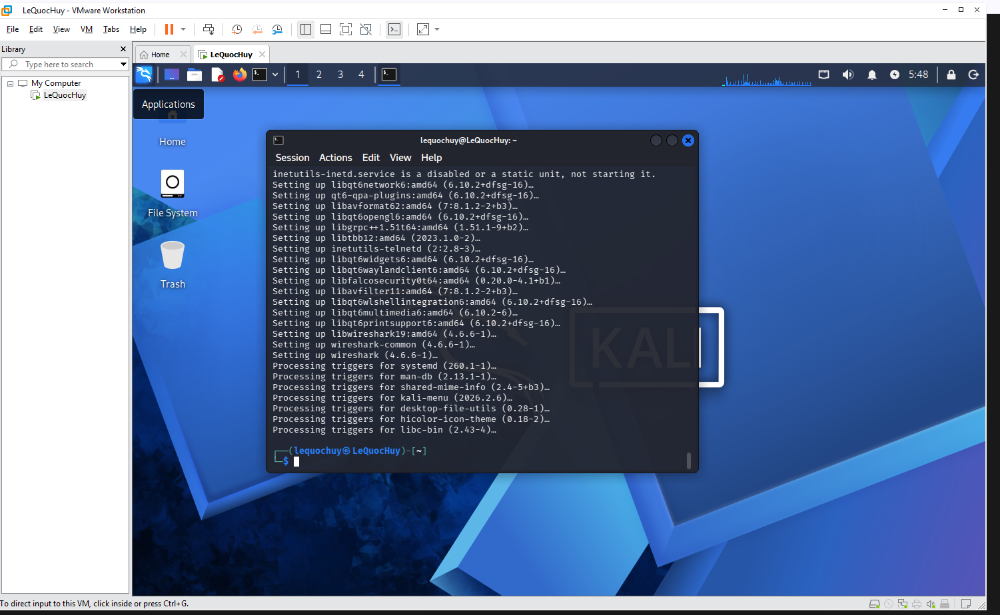 LeQuocHuy - VMware Workstation
File Edit View VM Tabs Help
Library
Type here to search
My Computer
LeQuocHuy
Home
LeQuocHuy
1 2 3 4
5:48
Applications
Home
File System
Trash
lequochuy@LeQuocHuy: ~
Session Actions Edit View Help
inetutils-inetd.service is a disabled or a static unit, not starting it.
Setting up libqt6network6:amd64 (6.10.2+dfsg-16)…
Setting up qt6-qpa-plugins:amd64 (6.10.2+dfsg-16)…
Setting up libavformat62:amd64 (7:8.1.2-2+b3)…
Setting up libqt6opengl6:amd64 (6.10.2+dfsg-16)…
Setting up libgrpc++1.51t64:amd64 (1.51.1-9+b2)…
Setting up libtbb12:amd64 (2023.1.0-2)…
Setting up inetutils-telnetd (2:2.8-3)…
Setting up libqt6widgets6:amd64 (6.10.2+dfsg-16)…
Setting up libqt6waylandclient6:amd64 (6.10.2+dfsg-16)…
Setting up libfalcosecurity0t64:amd64 (0.20.0-4.1+b1)…
Setting up libavfilter11:amd64 (7:8.1.2-2+b3)…
Setting up libqt6wlshellintegration6:amd64 (6.10.2+dfsg-16)…
Setting up libqt6multimedia6:amd64 (6.10.2-6)…
Setting up libqt6printsupport6:amd64 (6.10.2+dfsg-16)…
Setting up libwireshark19:amd64 (4.6.6-1)…
Setting up wireshark-common (4.6.6-1)…
Setting up wireshark (4.6.6-1)…
Processing triggers for systemd (260.1-1)…
Processing triggers for man-db (2.13.1-1)…
Processing triggers for shared-mime-info (2.4-5+b3)…
Processing triggers for kali-menu (2026.2.6)…
Processing triggers for desktop-file-utils (0.28-1)…
Processing triggers for hicolor-icon-theme (0.18-2)…
Processing triggers for libc-bin (2.43-4)…
┌──(lequochuy㉿LeQuocHuy)-[~]
└─$
KALI
To direct input to this VM, click inside or press Ctrl+G.